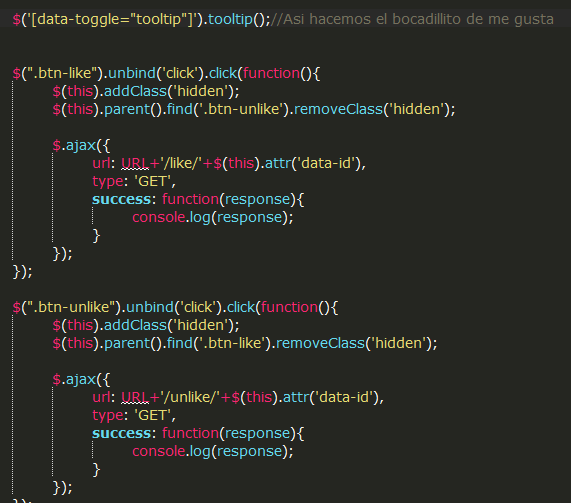 $('[data-toggle="tooltip"]').tooltip();//Asi hacemos el bocadillito de me gusta
$(".btn-like").unbind('click').click(function(){
$(this).addClass('hidden');
$(this).parent().find('.btn-unlike').removeClass('hidden');
$.ajax({
url: URL+'/like/'+$(this).attr('data-id'),
type: 'GET',
success: function(response){
console.log(response);
}
});
});
$(".btn-unlike").unbind('click').click(function(){
$(this).addClass('hidden');
$(this).parent().find('.btn-like').removeClass('hidden');
$.ajax({
url: URL+'/unlike/'+$(this).attr('data-id'),
type: 'GET',
success: function(response){
console.log(response);
}
});
});